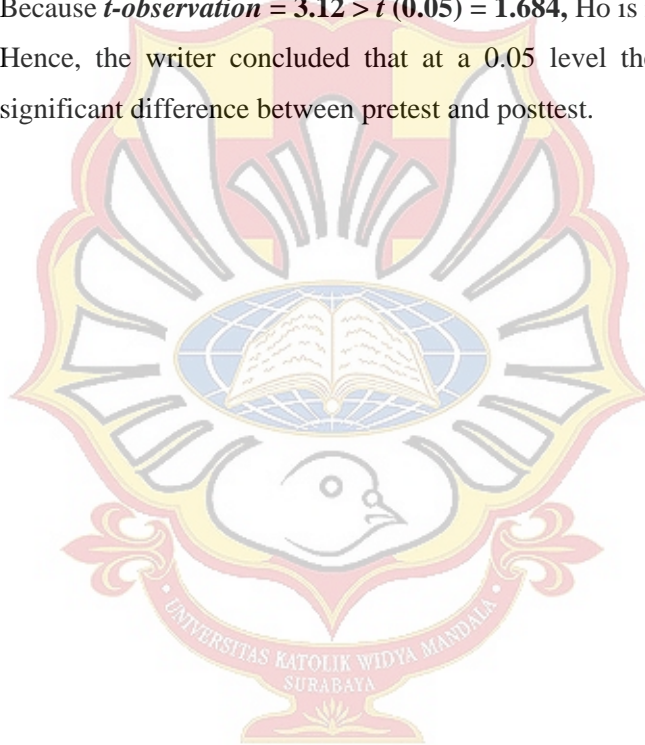 Because t-observation = 3.12 > t (0.05) = 1.684, Ho is
Hence, the writer concluded that at a 0.05 level the
significant difference between pretest and posttest.
UNIVERSITAS KATOLIK WIDYA MANDALA
SURABAYA